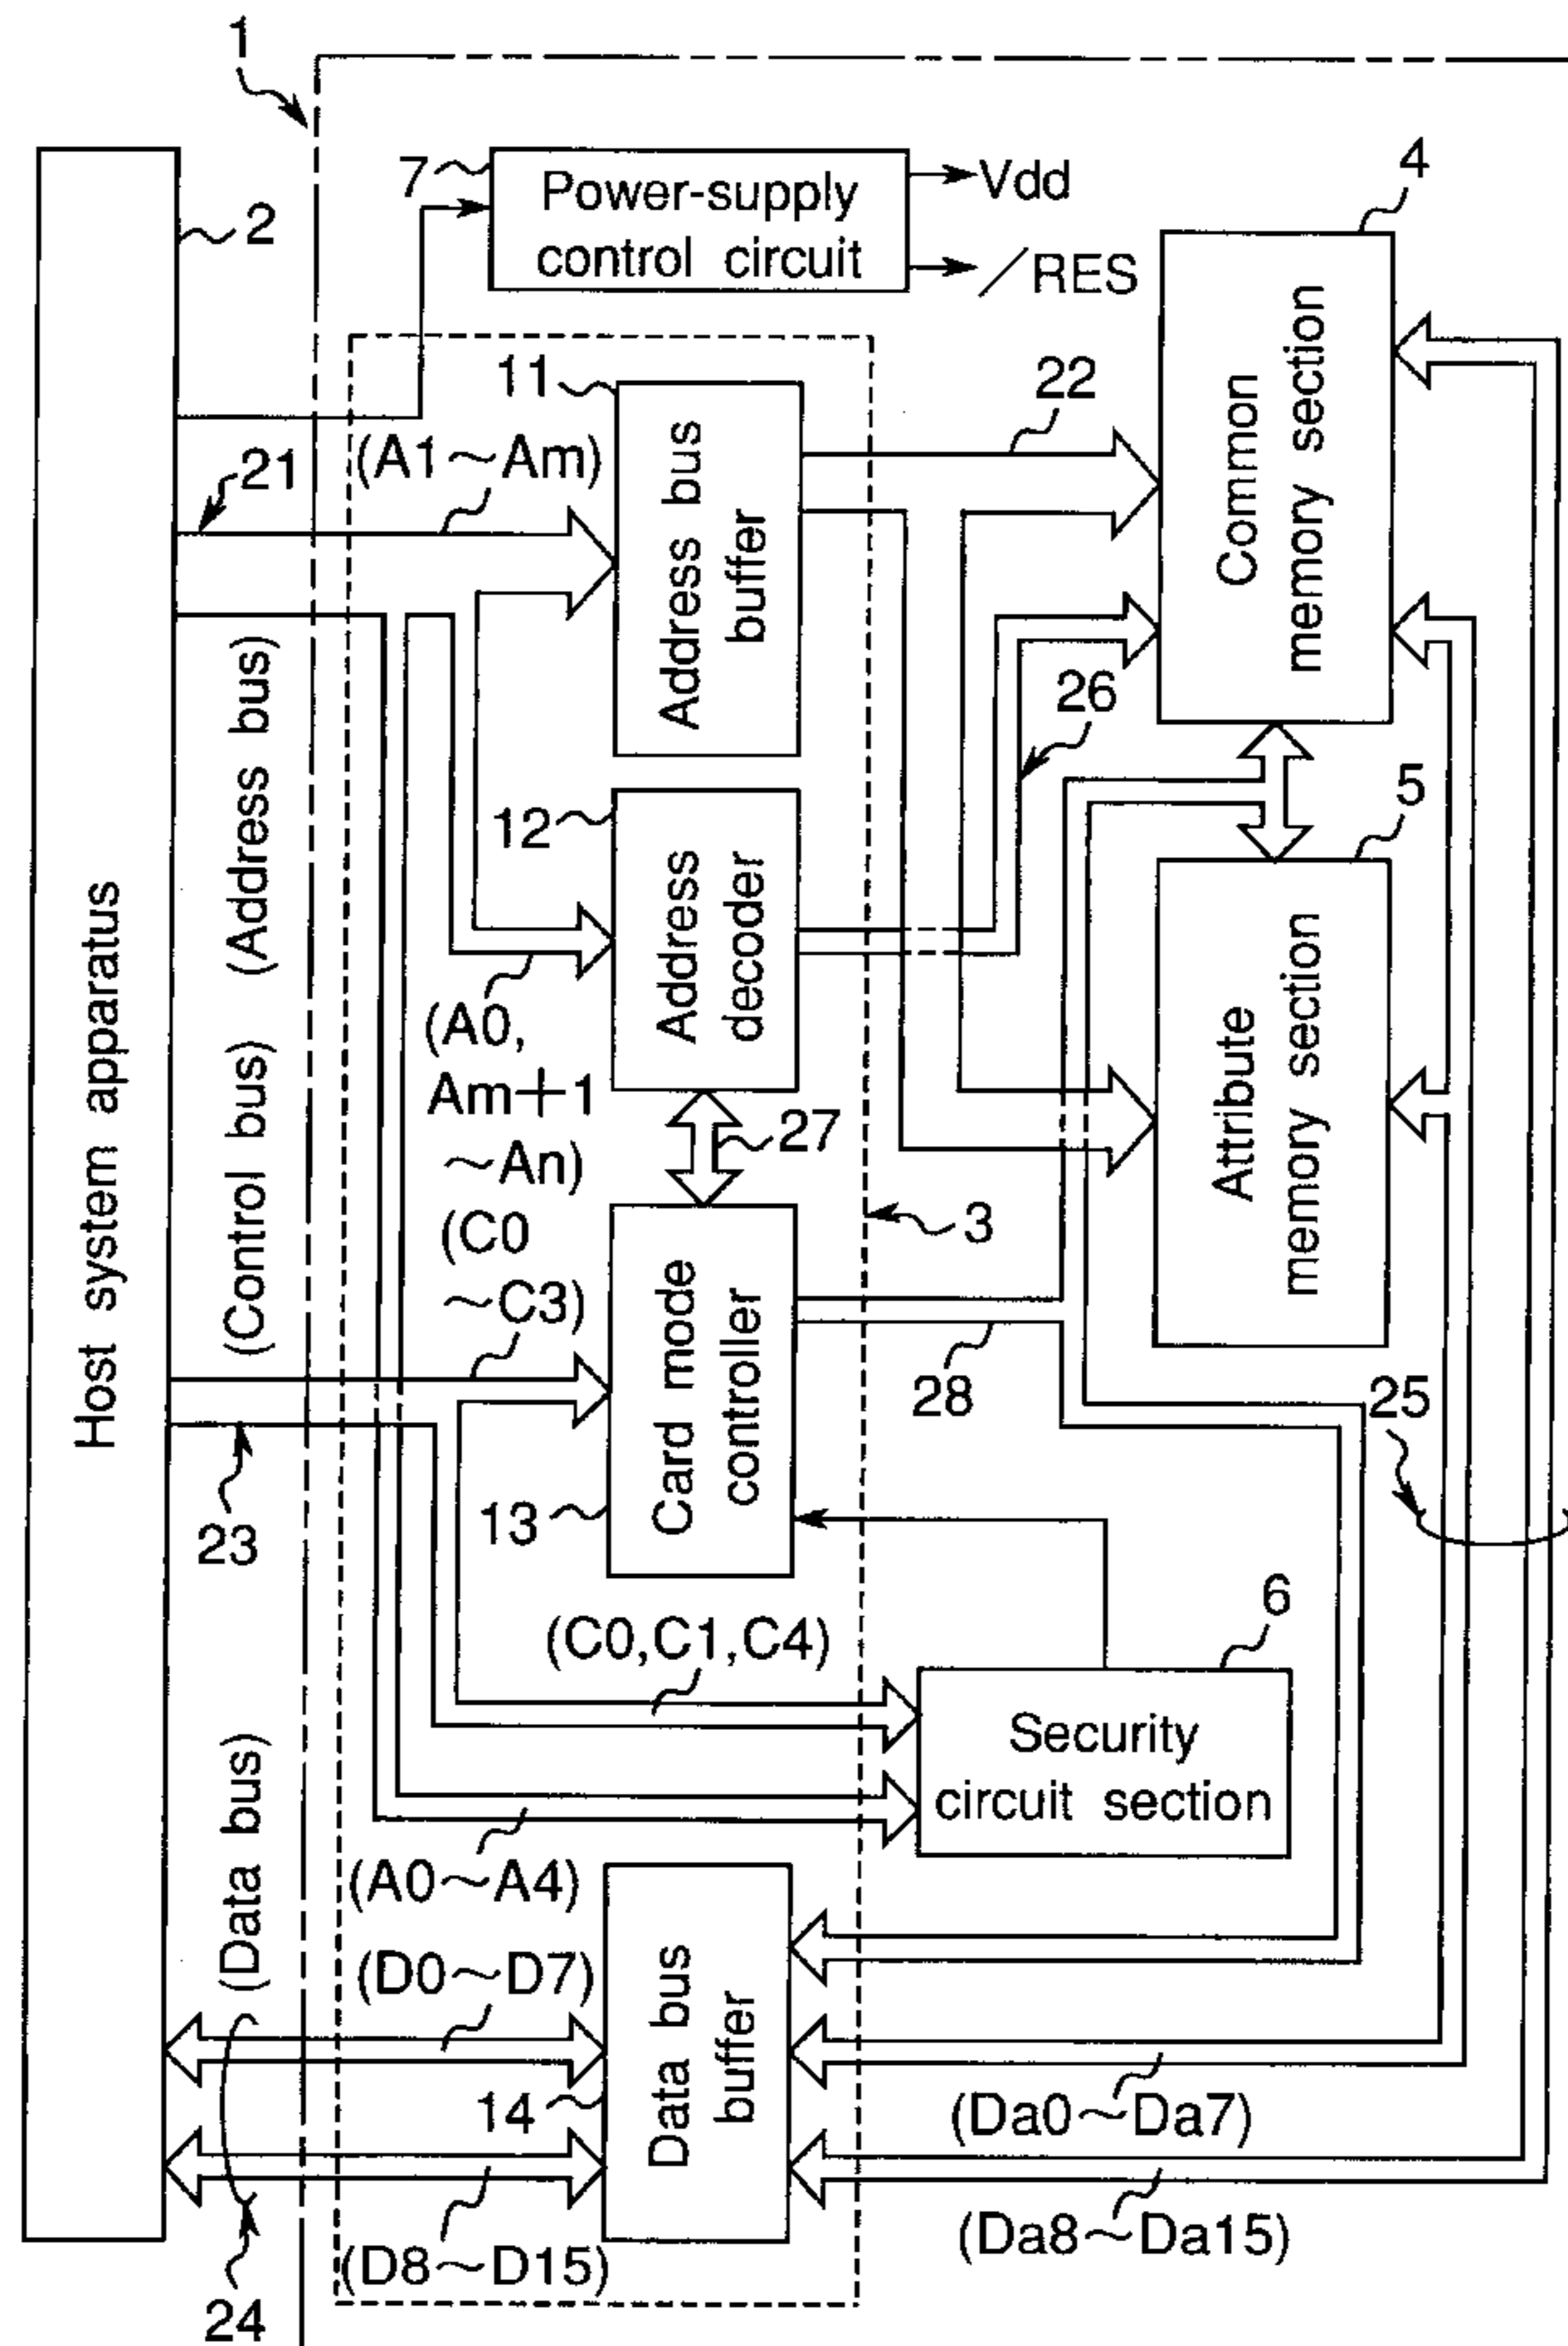 1
2
7
Power-supply
control circuit
Vdd
/RES
4
Common
memory section
11
Address bus
buffer
22
21
(A1~Am)
26
5
Attribute
memory section
12
Address
decoder
(A0,
Am+1
~An)
27
3
(C0
~C3)
Host system apparatus
(Address bus)
(Control bus)
(Data bus)
13
Card mode
controller
28
25
23
(C0,C1,C4)
6
Security
circuit section
(A0~A4)
(D0~D7)
14
Data bus
buffer
(Da0~Da7)
(Da8~Da15)
(D8~D15)
24